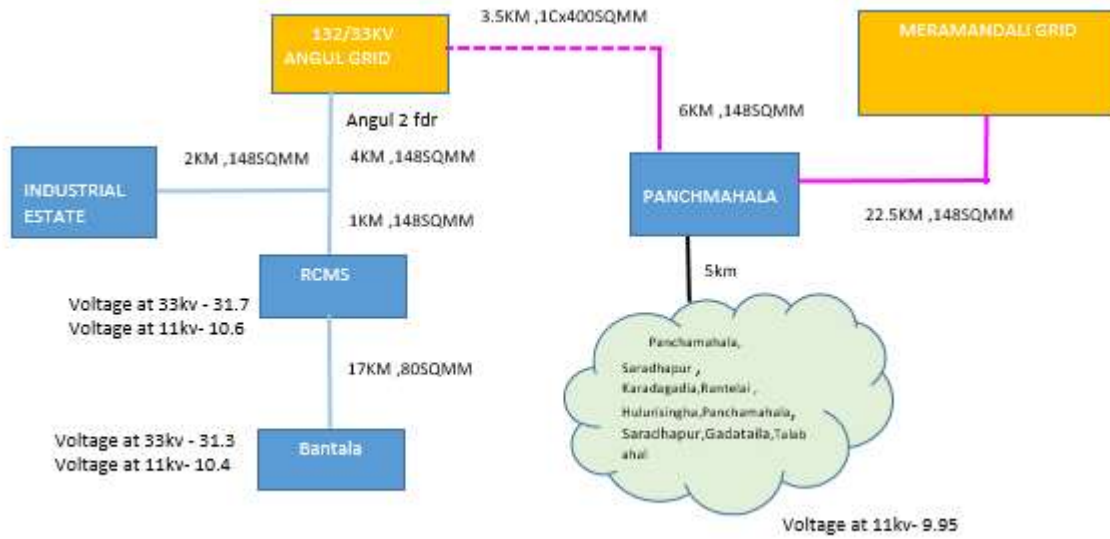 3.5KM ,1Cx400SQMM
132/33KV
ANGUL GRID
MERAMANDALI GRID
Angul 2 fdr
6KM ,148SQMM
2KM ,148SQMM
4KM ,148SQMM
INDUSTRIAL
ESTATE
PANCHMAHALA
1KM ,148SQMM
22.5KM ,148SQMM
RCMS
5km
Voltage at 33kv - 31.7
Voltage at 11kv- 10.6
Panchamahala,
Saradhapur ,
Karadagadia,Rantelai ,
Hulurisingha,Panchamahala,
Saradhapur,Gadataila,Talab
ahal
17KM ,80SQMM
Voltage at 33kv - 31.3
Voltage at 11kv- 10.4
Bantala
Voltage at 11kv- 9.95